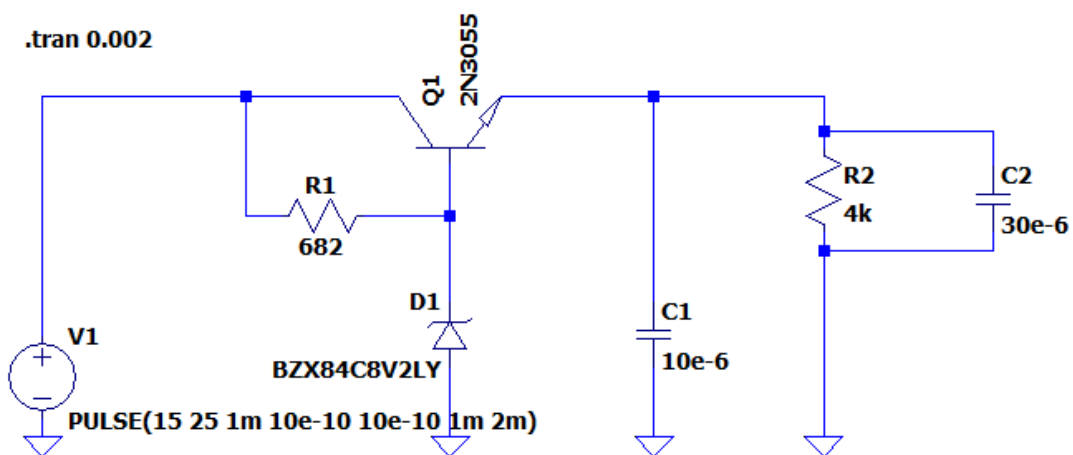 .tran 0.002
Q1
2N3055
R1
682
R2
4k
C2
30e-6
D1
BZX84C8V2LY
C1
10e-6
V1
PULSE(15 25 1m 10e-10 10e-10 1m 2m)